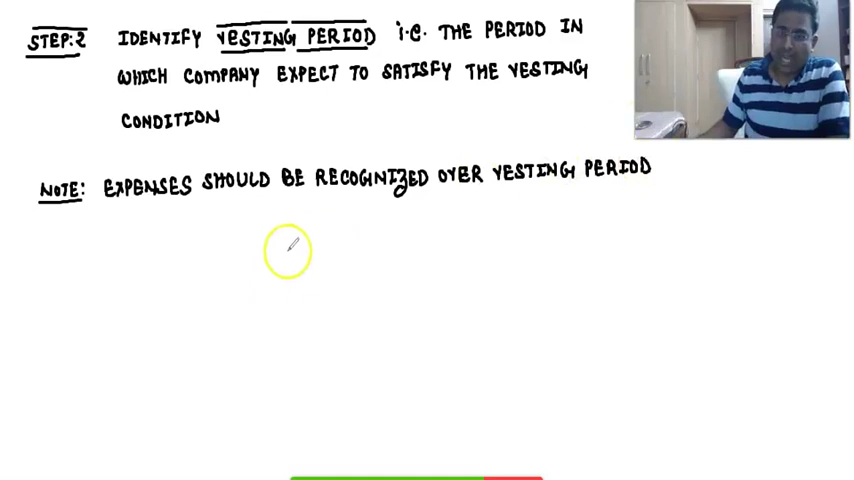 STEP:2 IDENTIFY VESTING PERIOD i.e. THE PERIOD IN
WHICH COMPANY EXPECT TO SATISFY THE VESTING
CONDITION
NOTE: EXPENSES SHOULD BE RECOGNIZED OVER VESTING PERIOD